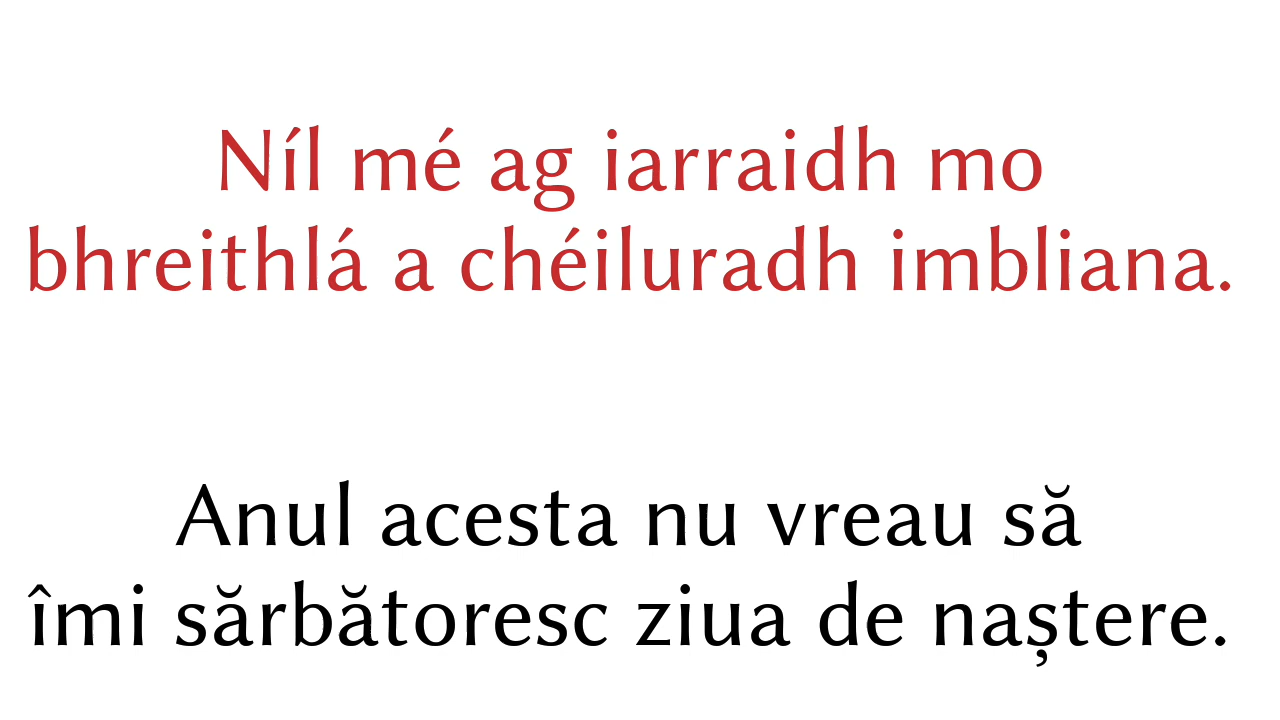 Níl mé ag iarraidh mo
bhreithlá a chéiluradh imbliana.
Anul acesta nu vreau să
îmi sărbătoresc ziua de naștere.